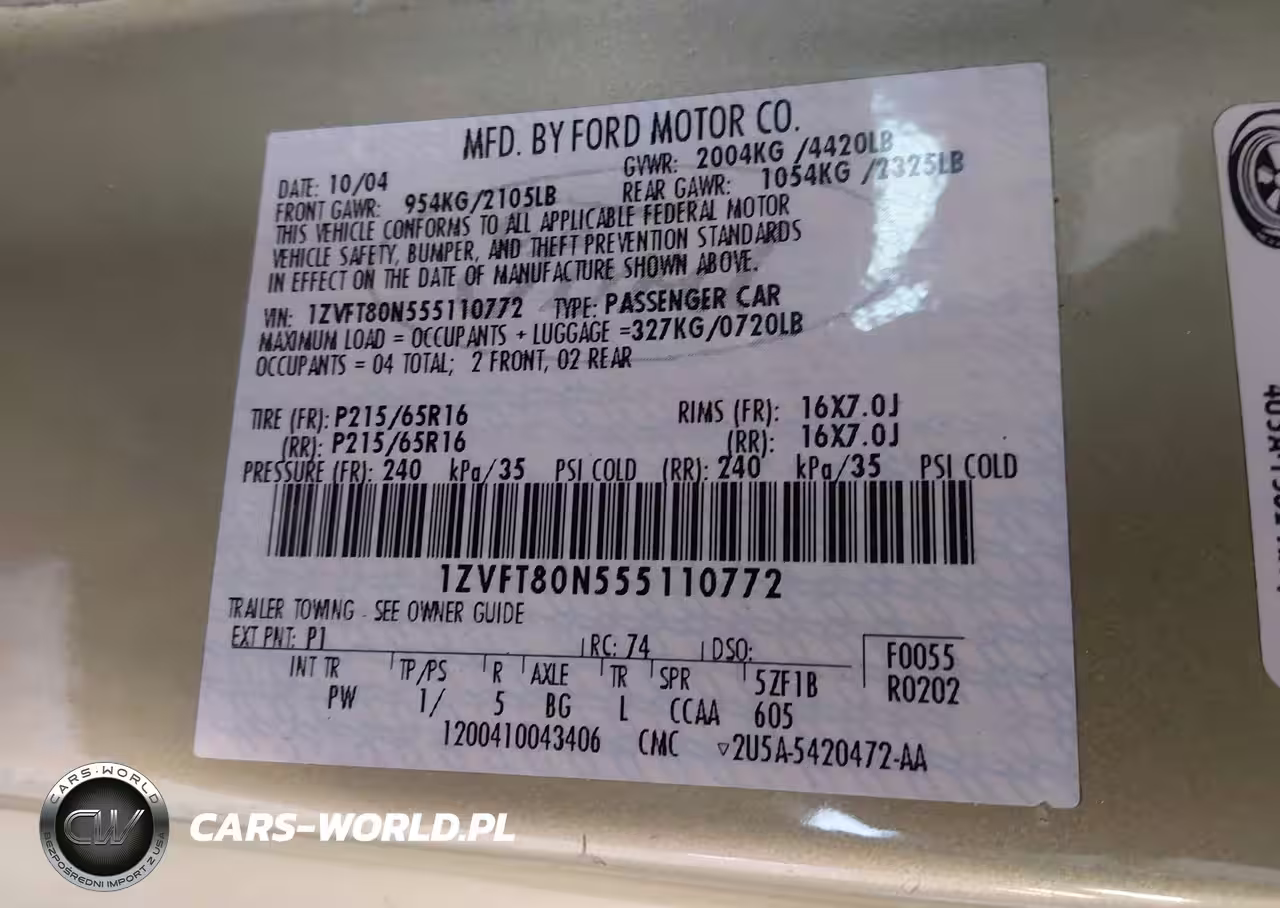 MFD. BY FORD MOTOR CO.
DATE: 10/04 GVWR: 2004KG /4420LB
FRONT GAWR: 954KG/2105LB REAR GAWR: 1054KG /2325LB
THIS VEHICLE CONFORMS TO ALL APPLICABLE FEDERAL MOTOR
VEHICLE SAFETY, BUMPER, AND THEFT PREVENTION STANDARDS
IN EFFECT ON THE DATE OF MANUFACTURE SHOWN ABOVE.
VIN: 1ZVFT80N555110772 TYPE: PASSENGER CAR
MAXIMUM LOAD = OCCUPANTS + LUGGAGE =327KG/0720LB
OCCUPANTS = 04 TOTAL; 2 FRONT, 02 REAR
TIRE (FR): P215/65R16 RIMS (FR): 16X7.0J
(RR): P215/65R16 (RR): 16X7.0J
PRESSURE (FR): 240 kPa/35 PSI COLD (RR): 240 kPa/35 PSI COLD
1ZVFT80N555110772
TRAILER TOWING - SEE OWNER GUIDE
EXT PNT: P1 RC: 74 DSO: F0055
INT TR TP/PS R AXLE TR SPR 5ZF1B R0202
PW 1/ 5 BG L CCAA 605
1200410043406 CMC ▽2U5A-5420472-AA
CARS-WORLD
CW
BEZPOŚREDNI IMPORT Z USA
CARS-WORLD.PL